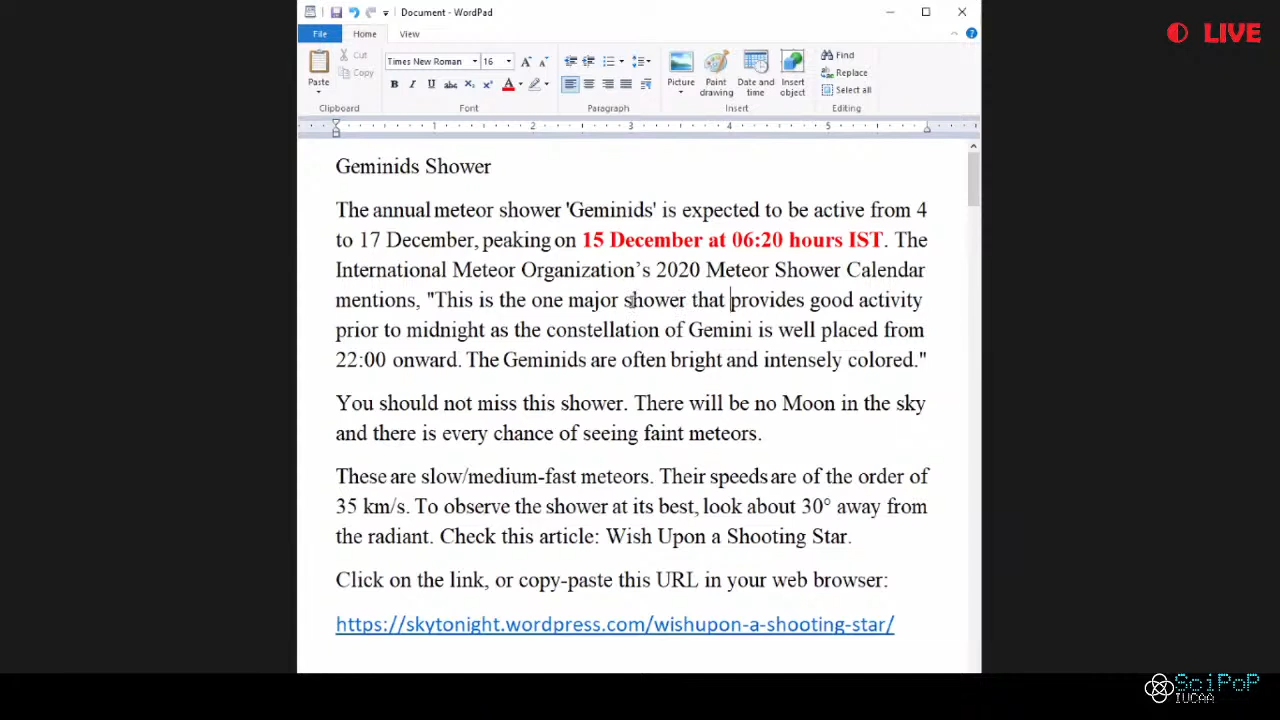 Document - WordPad
LIVE
File Home View
Paste
Cut
Copy
Clipboard
Times New Roman 16
Font
Paragraph
Picture
Paint drawing
Date and time
Insert object
Insert
Find
Replace
Select all
Editing
1 2 3 4 5
Geminids Shower
The annual meteor shower 'Geminids' is expected to be active from 4
to 17 December, peaking on 15 December at 06:20 hours IST. The
International Meteor Organization’s 2020 Meteor Shower Calendar
mentions, "This is the one major shower that provides good activity
prior to midnight as the constellation of Gemini is well placed from
22:00 onward. The Geminids are often bright and intensely colored."
You should not miss this shower. There will be no Moon in the sky
and there is every chance of seeing faint meteors.
These are slow/medium-fast meteors. Their speeds are of the order of
35 km/s. To observe the shower at its best, look about 30° away from
the radiant. Check this article: Wish Upon a Shooting Star.
Click on the link, or copy-paste this URL in your web browser:
https://skytonight.wordpress.com/wishupon-a-shooting-star/
SciPoP
IUCAA